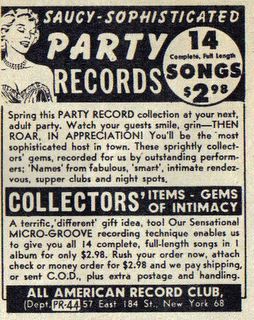 SAUCY-SOPHISTICATED
PARTY
RECORDS
14
Complete, Full Length
SONGS
$2.98
Spring this PARTY RECORD collection at your next,
adult party. Watch your guests smile, grin—THEN
ROAR, IN APPRECIATION! You'll be the most
sophisticated host in town. These sprightly collect-
ors' gems, recorded for us by outstanding perform-
ers; 'Names' from fabulous, 'smart', intimate rendez-
vous, supper clubs and night spots,
COLLECTORS' ITEMS - GEMS
OF INTIMACY
A terrific,'different' gift idea, too! Our Sensational
MICRO-GROOVE recording technique enables us
to give you all 14 complete, full-length songs in 1
album for only $2.98. Rush your order now, attach
check or money order for $2.98 and we pay shipping,
or sent C.O.D., plus extra postage and handling.
ALL AMERICAN RECORD CLUB,
(Dept. PR-44 57 East 184 St., New York 68